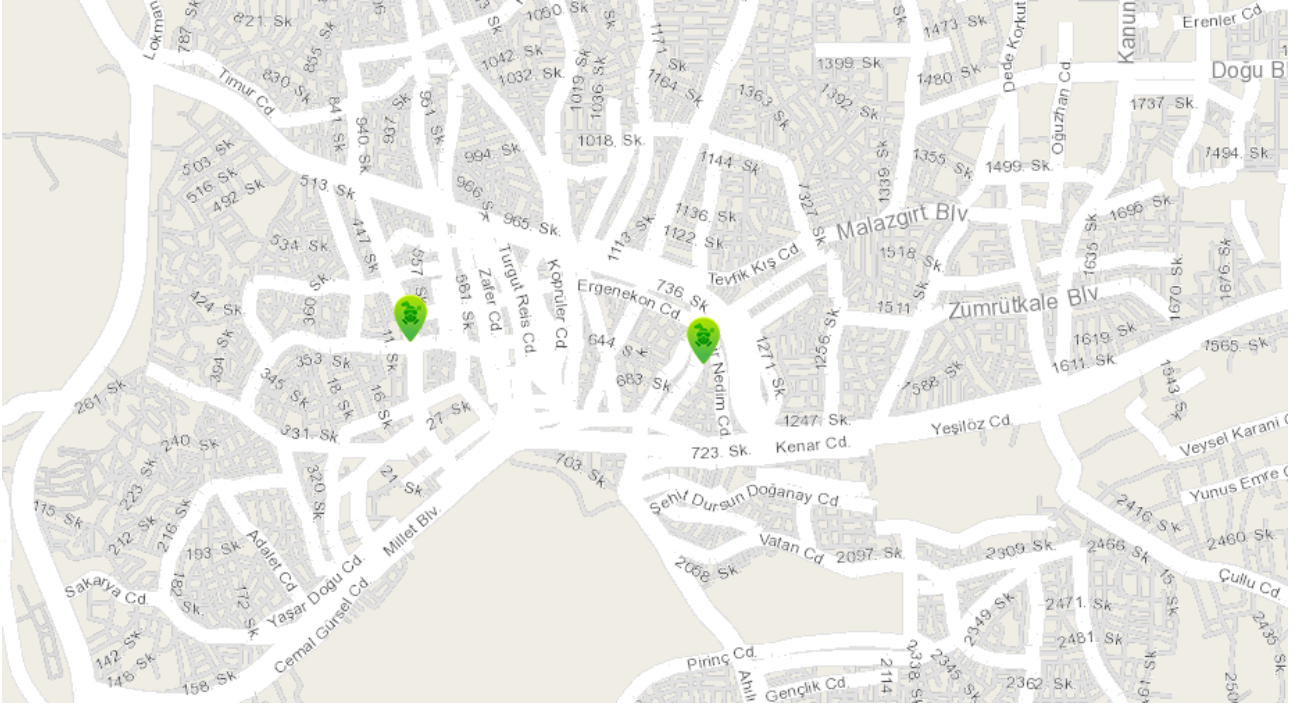 1050. Sk
821. Sk
Lokman
787. Sk
855. Sk
1171. Sk
1473. Sk
Dede Korkut
Kanun
Erenler Cd.
1042. Sk
1032. Sk.
1399. Sk
1480. Sk
Doğu B
Timur Cd.
830. Sk
841. Sk
940. Sk
937. Sk
951. Sk
1019. Sk
1036. Sk
1164. Sk
1363. Sk
1392. Sk
Oğuzhan Cd.
1737. Sk.
1018. Sk.
503. Sk
994. Sk
1144. Sk
1339. Sk
1355. Sk
1499. Sk.
1494. Sk
516. Sk
492. Sk
513. Sk
966. Sk
965. Sk.
1136. Sk
1327. Sk
Malazgirt Blv.
1695. Sk
534. Sk
447. Sk
1113. Sk
1122. Sk
1518. Sk
1635. Sk
1670. Sk
1676. Sk
Tevfik Kış Cd.
424. Sk
360. Sk
557. Sk
981. Sk
Zafer Cd.
Turgut Reis Cd.
Köprüler Cd.
Ergenekon Cd.
736. Sk
1511. Sk
Zümrütkale Blv.
394. Sk
353. Sk
11. Sk
644. Sk
Nedim Cd.
1271. Sk
1256. Sk
1619. Sk
1611. Sk
1565. Sk
345. Sk
18. Sk
16. Sk
683. Sk
1588. Sk
1543. Sk
261. Sk
27. Sk
1247. Sk.
Yeşilöz Cd.
331. Sk
240. Sk
723. Sk.
Kenar Cd.
Veysel Karani C
223. Sk
320. Sk
21. Sk
703. Sk
Şehit Dursun Doğanay Cd.
Yunus Emre C
115. Sk
212. Sk
216. Sk
193. Sk
Adalet Cd.
Millet Blv.
Vatan Cd.
2097. Sk.
2309. Sk.
2416. Sk
2466. Sk
2460. Sk
Sakarya Cd.
182. Sk
172. Sk
Yaşar Doğu Cd.
Cemal Gürsel Cd.
2058. Sk
Çullu Cd.
2349. Sk
2471. Sk
2481. Sk
15. Sk
2435. Sk
142. Sk
148. Sk
158. Sk.
Pirinç Cd.
Ahili
Gençlik Cd.
2114
2338. Sk
2345. Sk
2362. Sk.